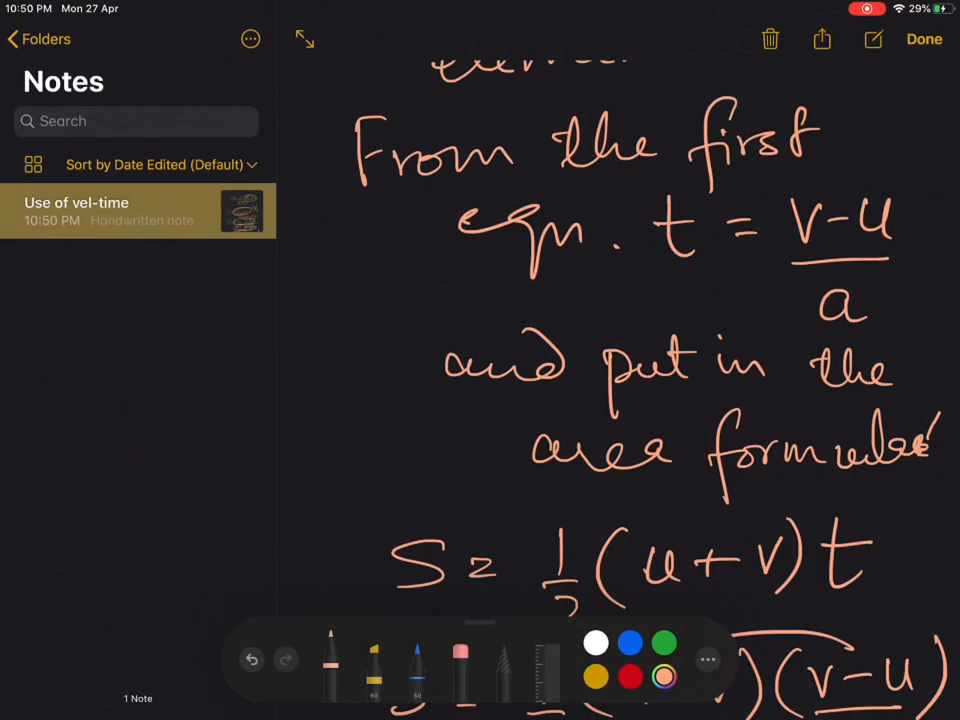 10:50 PM Mon 27 Apr
29%
Folders
Done
Notes
Search
Sort by Date Edited (Default)
Use of vel-time
10:50 PM Handwritten note
1 Note
From the first
eqn. t = v-u
a
and put in the
area formula
S = 1/2 (u+v) t
(v-u)
80
50